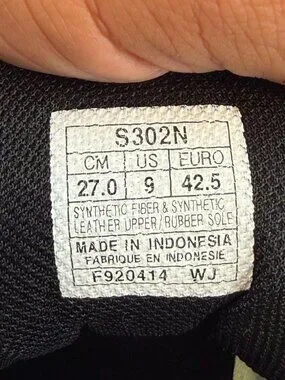 S302N
CM US EURO
27.0 9 42.5
SYNTHETIC FIBER & SYNTHETIC
LEATHER UPPER / RUBBER SOLE
MADE IN INDONESIA
FABRIQUE EN INDONESIE
F920414 WJ